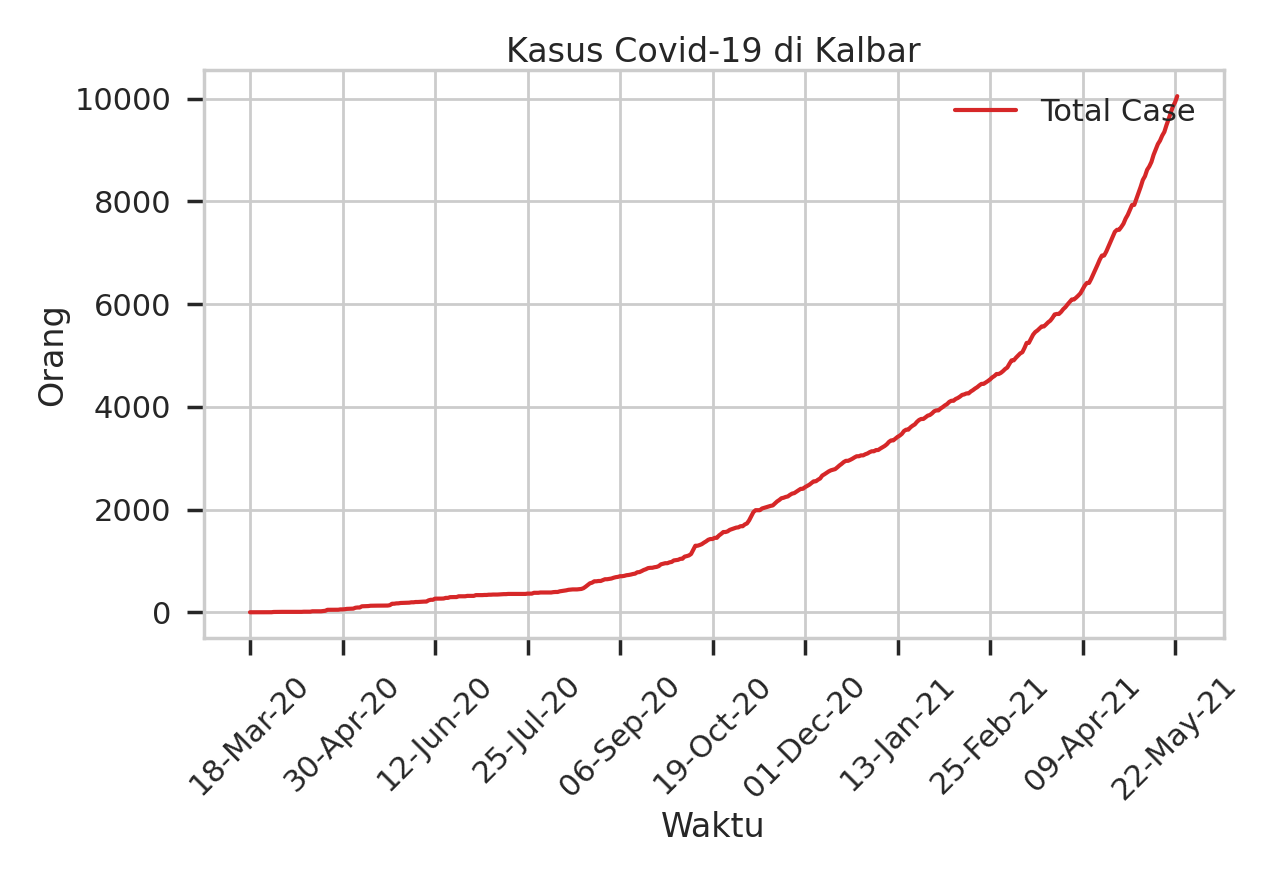 Kasus Covid-19 di Kalbar
Total Case
Orang
10000
8000
6000
4000
2000
0
18-Mar-20
30-Apr-20
12-Jun-20
25-Jul-20
06-Sep-20
19-Oct-20
01-Dec-20
13-Jan-21
25-Feb-21
09-Apr-21
22-May-21
Waktu